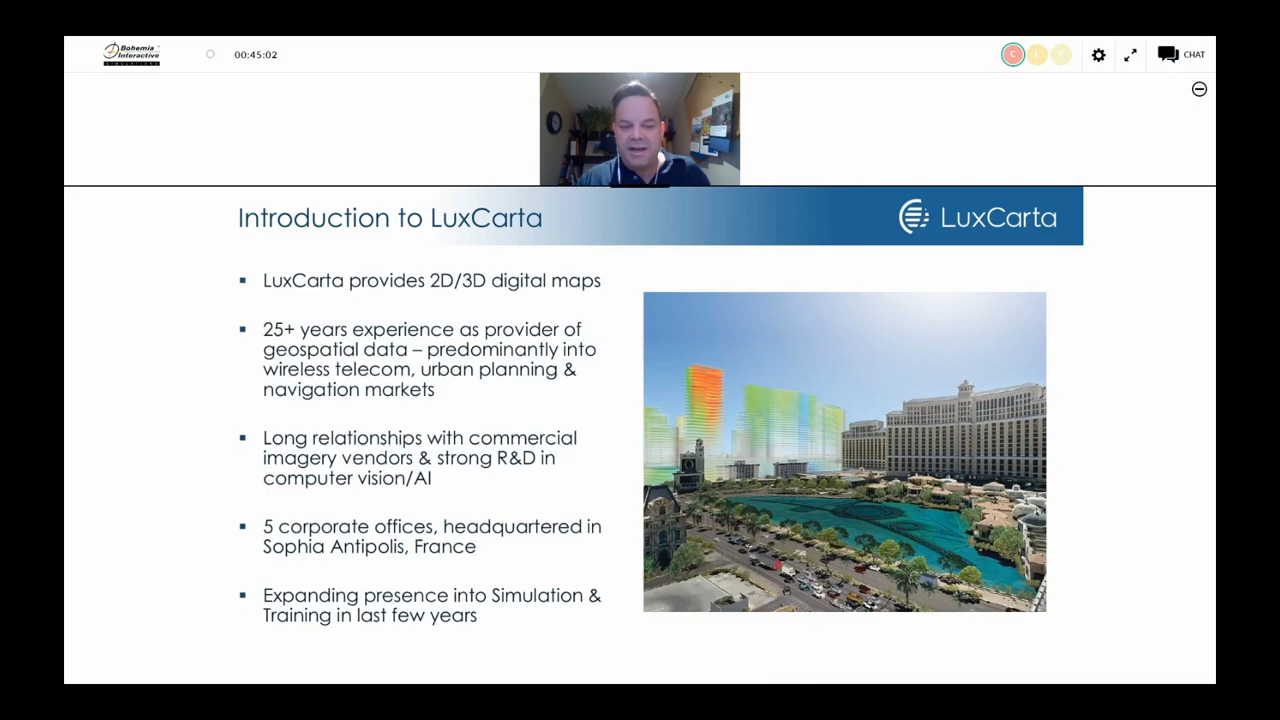 Bohemia
Interactive
SIMULATIONS
00:45:02
C
CHAT
Introduction to LuxCarta
LuxCarta
▪ LuxCarta provides 2D/3D digital maps
▪ 25+ years experience as provider of
geospatial data – predominantly into
wireless telecom, urban planning &
navigation markets
▪ Long relationships with commercial
imagery vendors & strong R&D in
computer vision/AI
▪ 5 corporate offices, headquartered in
Sophia Antipolis, France
▪ Expanding presence into Simulation &
Training in last few years